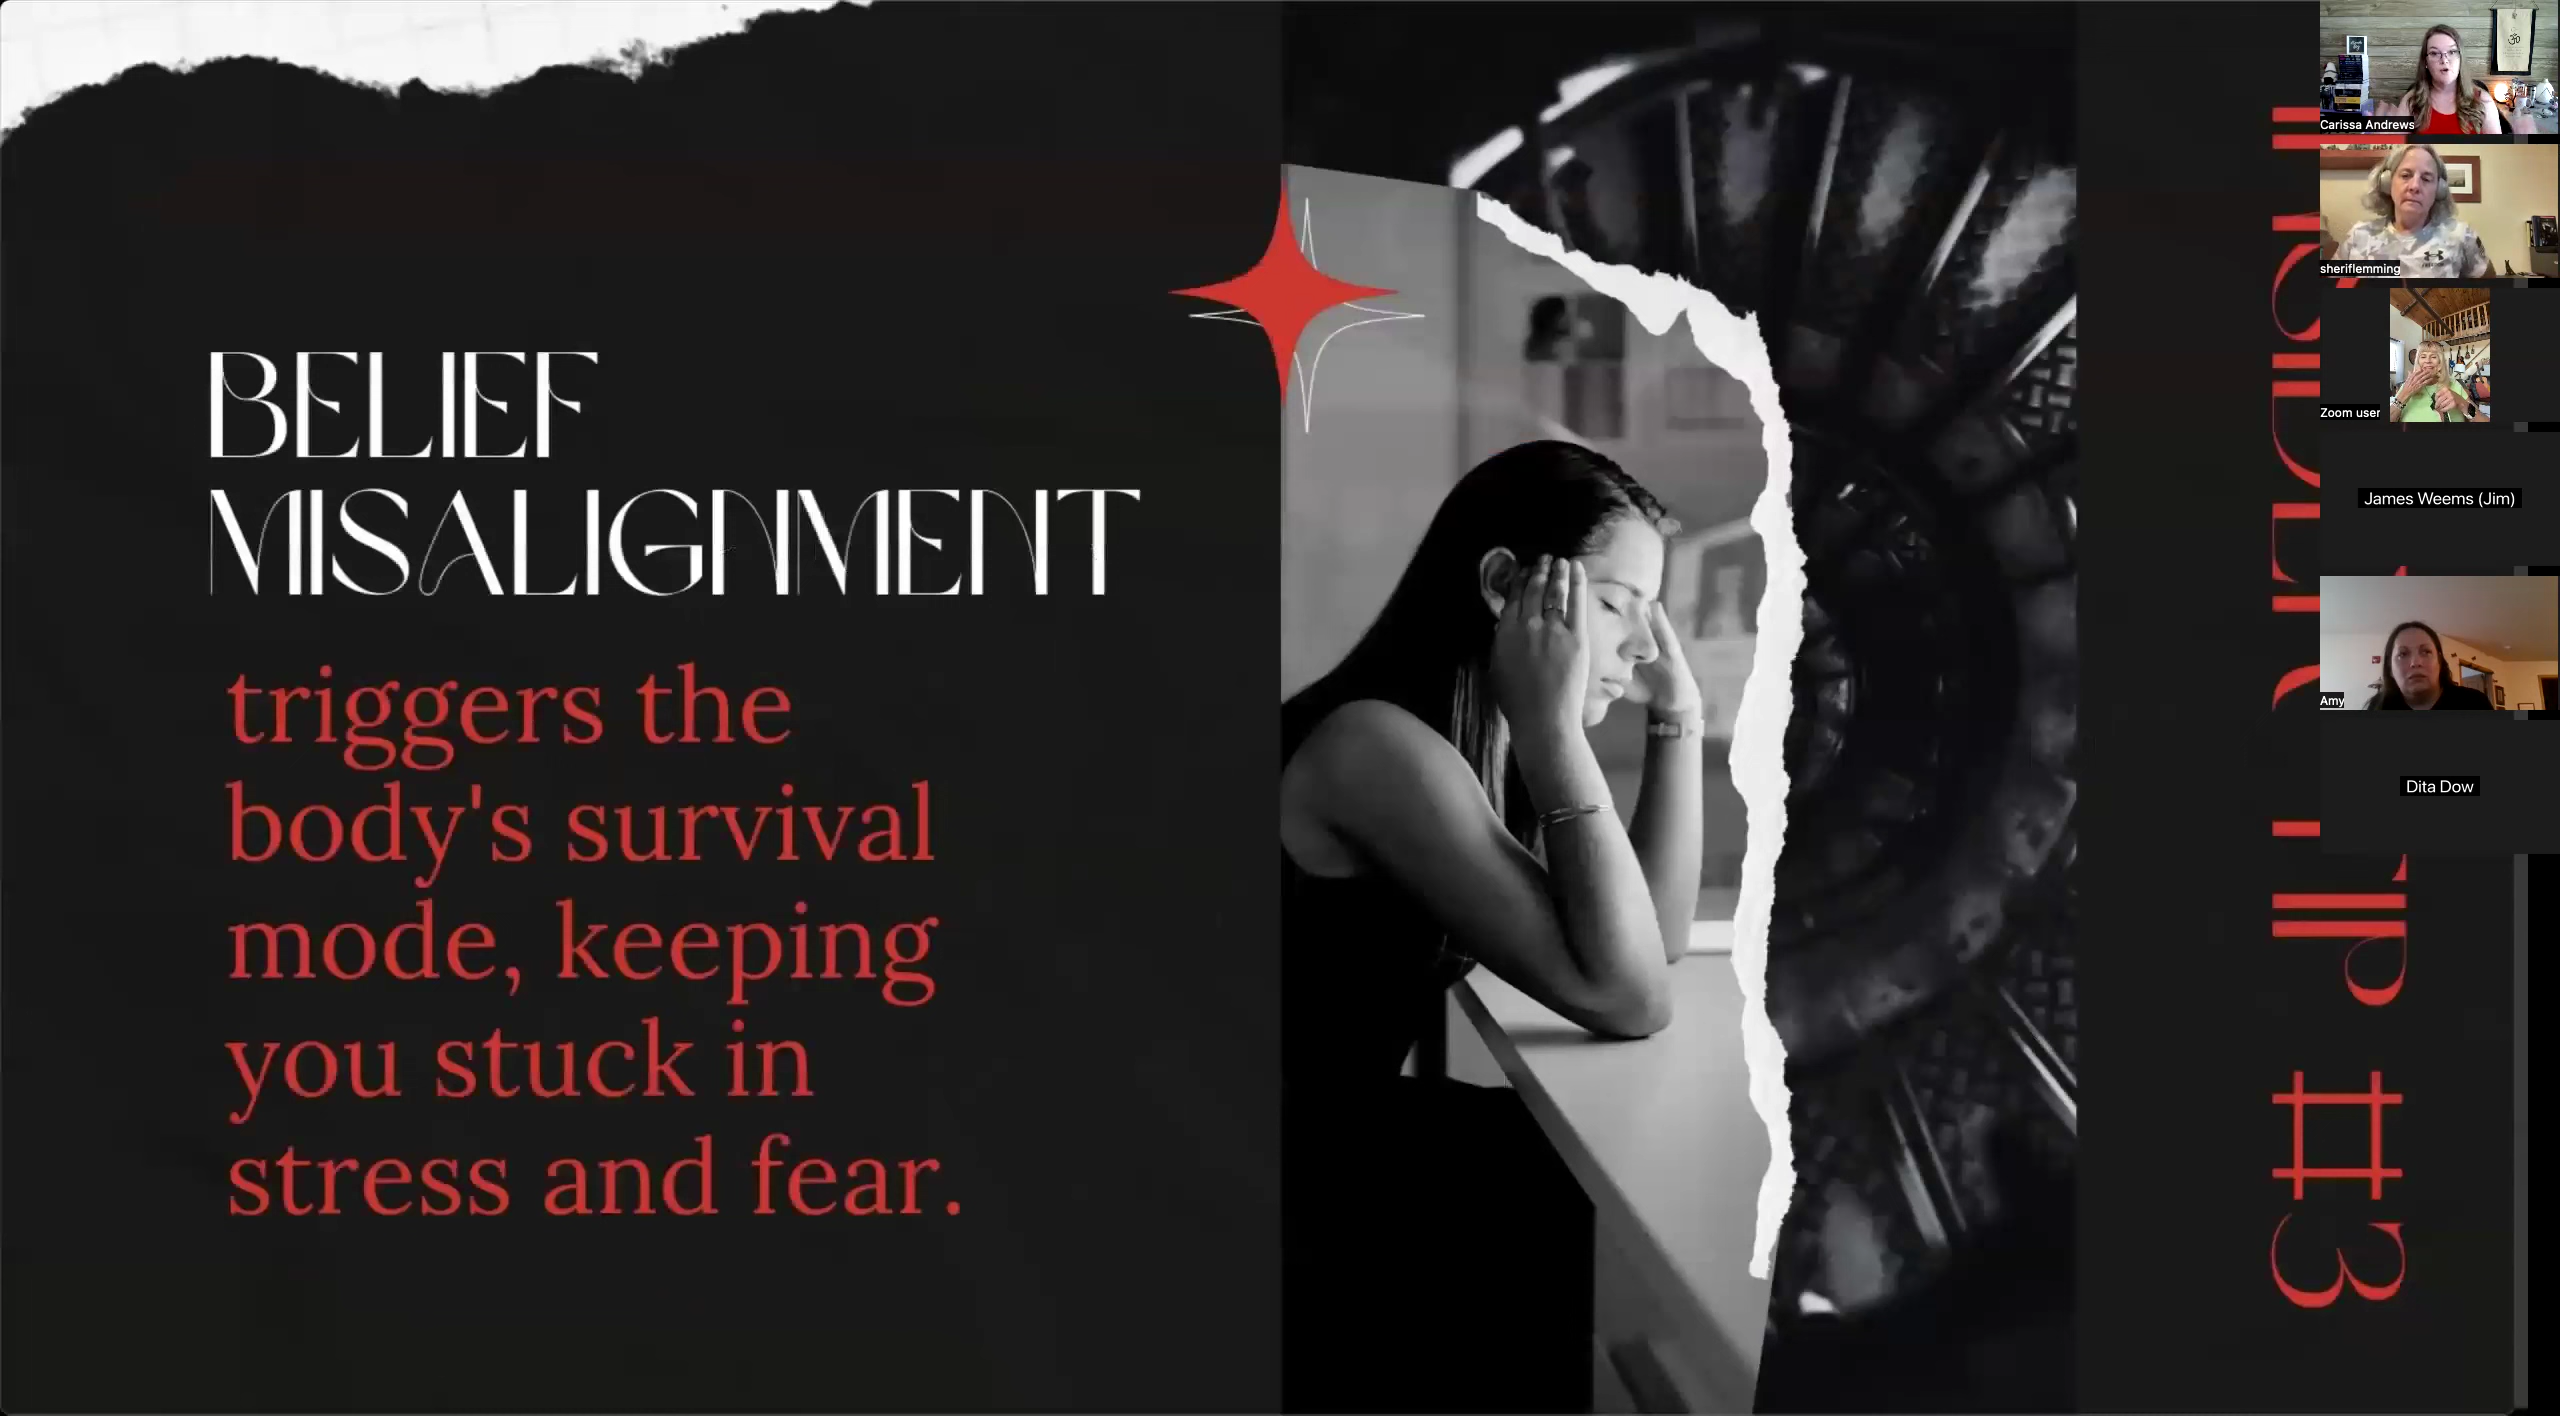 BELIEF
MISALIGNMENT
triggers the
body's survival
mode, keeping
you stuck in
stress and fear.
TIP #3
Carissa Andrews
sheriflemming
Zoom user
James Weems (Jim)
Amy
Dita Dow